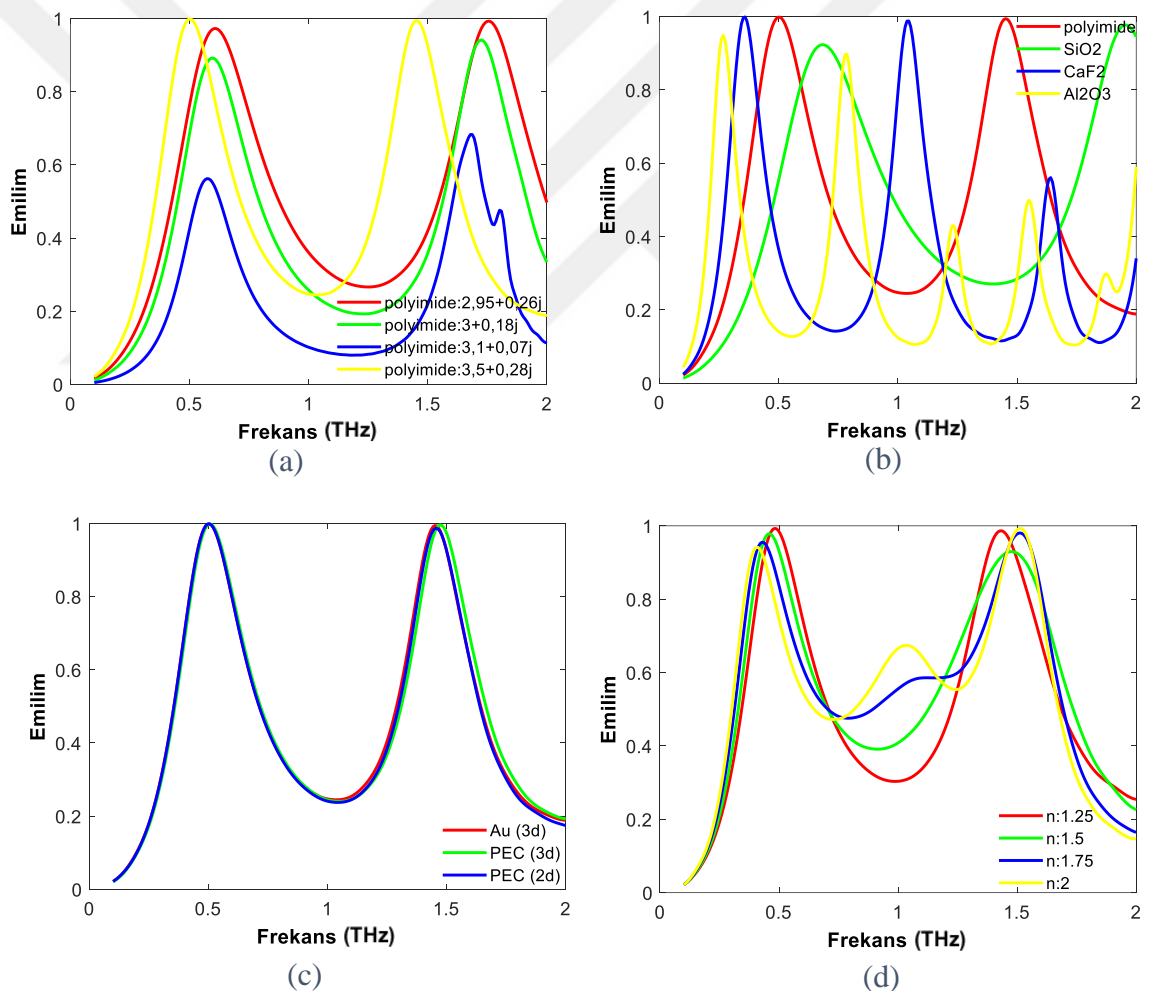 1
0.8
0.6
0.4
0.2
0
Emilim
0
0.5
1
1.5
2
Frekans (THz)
polyimide:2,95+0,26j
polyimide:3+0,18j
polyimide:3,1+0,07j
polyimide:3,5+0,28j
(a)
1
0.8
0.6
0.4
0.2
0
Emilim
0
0.5
1
1.5
2
Frekans (THz)
polyimide
SiO2
CaF2
Al2O3
(b)
1
0.8
0.6
0.4
0.2
0
Emilim
0
0.5
1
1.5
2
Frekans (THz)
Au (3d)
PEC (3d)
PEC (2d)
(c)
1
0.8
0.6
0.4
0.2
0
Emilim
0
0.5
1
1.5
2
Frekans (THz)
n:1.25
n:1.5
n:1.75
n:2
(d)